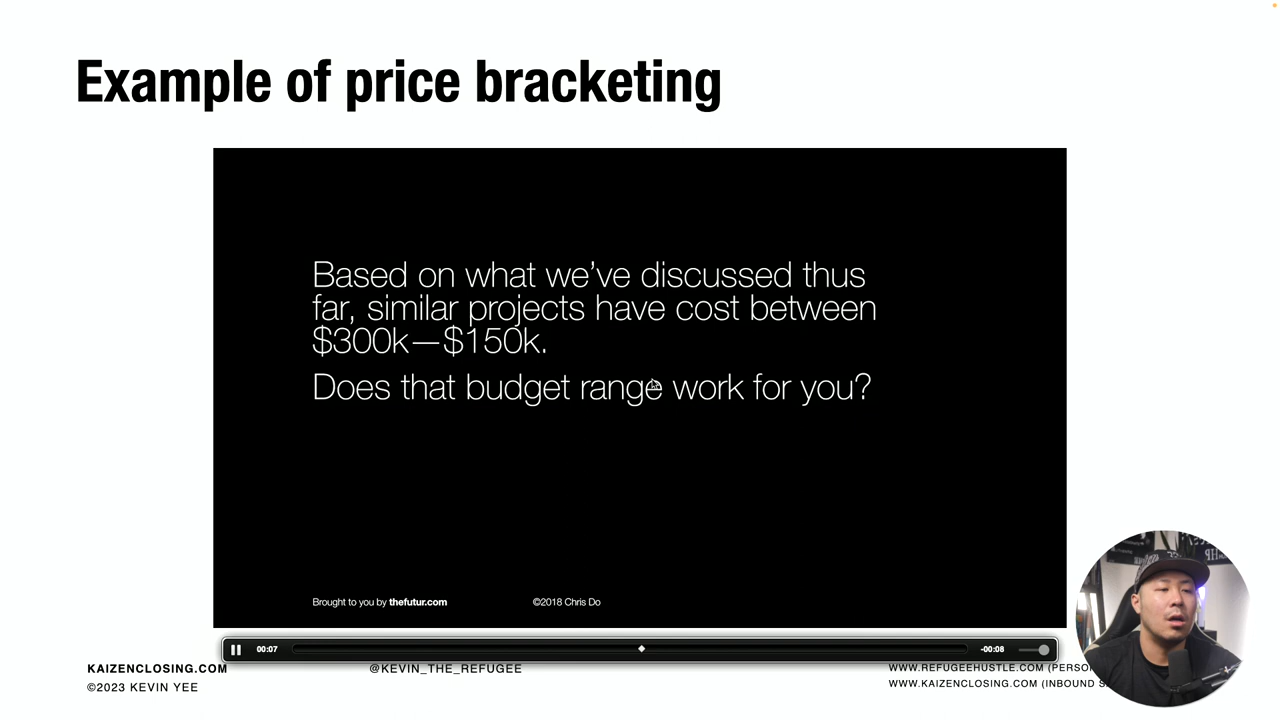 Example of price bracketing
Based on what we've discussed thus
far, similar projects have cost between
$300k—$150k.
Does that budget range work for you?
Brought to you by thefutur.com
©2018 Chris Do
00:07
-00:08
KAIZENCLOSING.COM
@KEVIN_THE_REFUGEE
WWW.REFUGEEHUSTLE.COM
©2023 KEVIN YEE
WWW.KAIZENCLOSING.COM (INBOUND